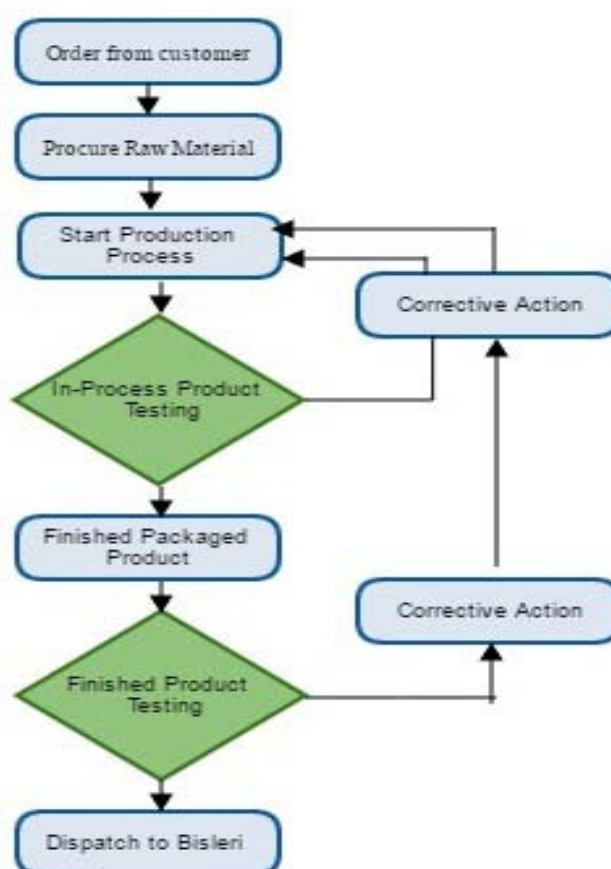 Order from customer
Procure Raw Material
Start Production
Process
Corrective Action
In-Process Product
Testing
Finished Packaged
Product
Corrective Action
Finished Product
Testing
Dispatch to Bisleri